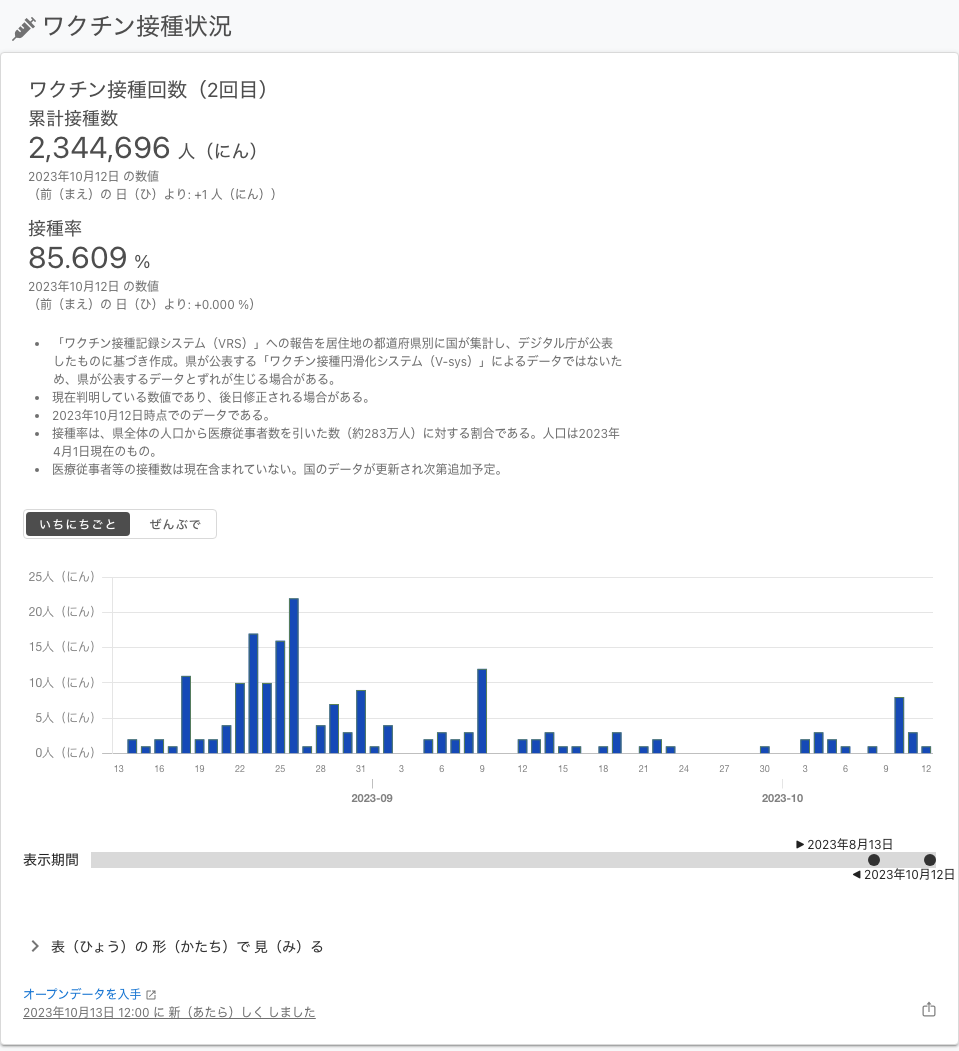 ワクチン接種状況
ワクチン接種回数（2回目）
累計接種数
2,344,696 人（にん）
2023年10月12日 の数値
（前（まえ）の 日（ひ）より: +1 人（にん））
接種率
85.609 %
2023年10月12日 の数値
（前（まえ）の 日（ひ）より: +0.000 %）
• 「ワクチン接種記録システム（VRS）」への報告を居住地の都道府県別に国が集計し、デジタル庁が公表
したものに基づき作成。県が公表する「ワクチン接種円滑化システム（V-sys）」によるデータではないた
め、県が公表するデータとずれが生じる場合がある。
• 現在判明している数値であり、後日修正される場合がある。
• 2023年10月12日時点でのデータである。
• 接種率は、県全体の人口から医療従事者数を引いた数（約283万人）に対する割合である。人口は2023年
4月1日現在のもの。
• 医療従事者等の接種数は現在含まれていない。国のデータが更新され次第追加予定。
いちにちごと ぜんぶで
25人（にん）
20人（にん）
15人（にん）
10人（にん）
5人（にん）
0人（にん）
13 16 19 22 25 28 31 3 6 9 12 15 18 21 24 27 30 3 6 9 12
2023-09 2023-10
▶ 2023年8月13日
表示期間
◀ 2023年10月12日
表（ひょう）の 形（かたち）で 見（み）る
オープンデータを入手
2023年10月13日 12:00 に 新（あたら）しく しました